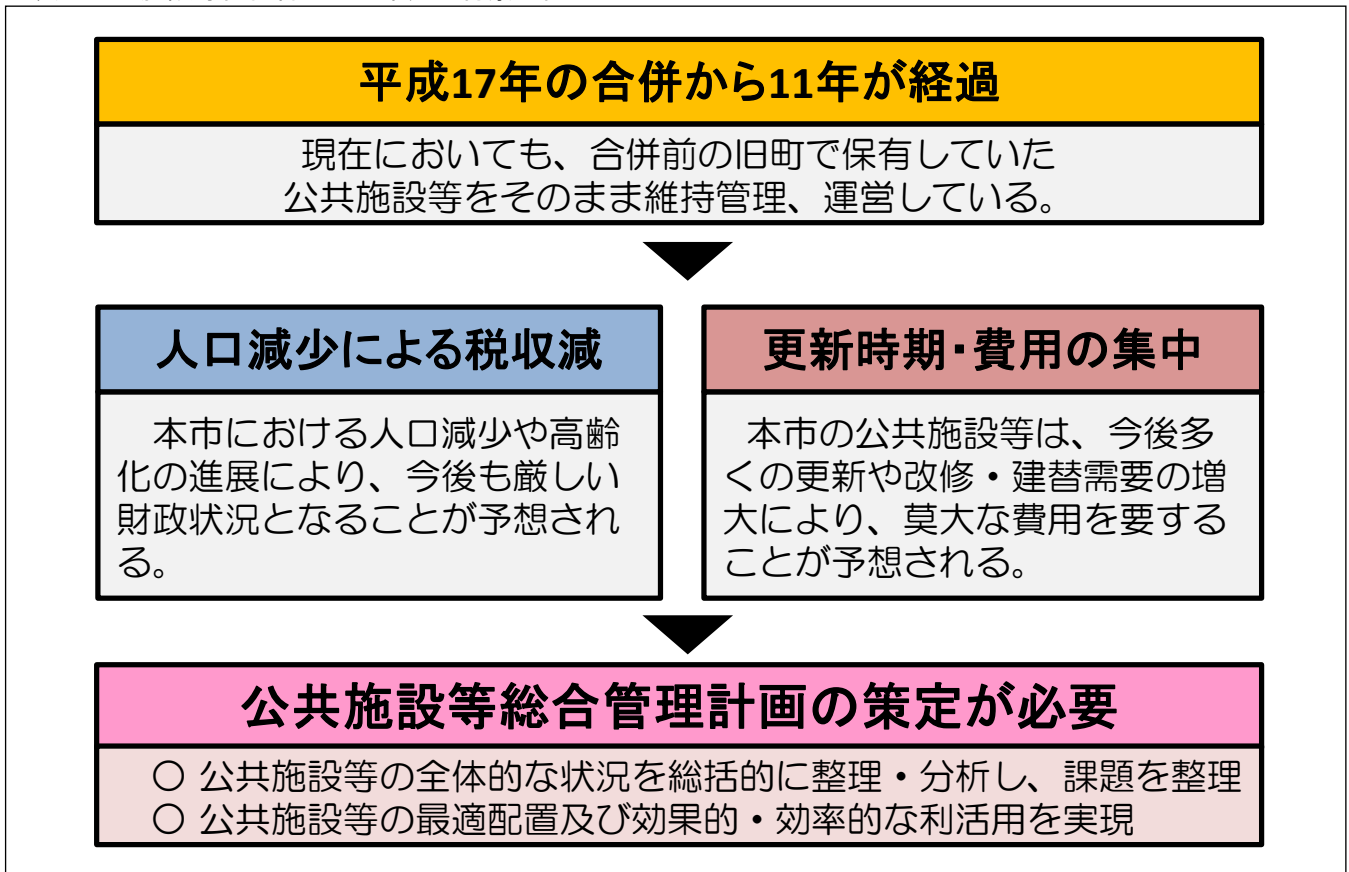 平成17年の合併から11年が経過
現在においても、合併前の旧町で保有していた
公共施設等をそのまま維持管理、運営している。
人口減少による税収減
本市における人口減少や高齢
化の進展により、今後も厳しい
財政状況となることが予想され
る。
更新時期・費用の集中
本市の公共施設等は、今後多
くの更新や改修・建替需要の増
大により、莫大な費用を要する
ことが予想される。
公共施設等総合管理計画の策定が必要
○ 公共施設等の全体的な状況を総括的に整理・分析し、課題を整理
○ 公共施設等の最適配置及び効果的・効率的な利活用を実現